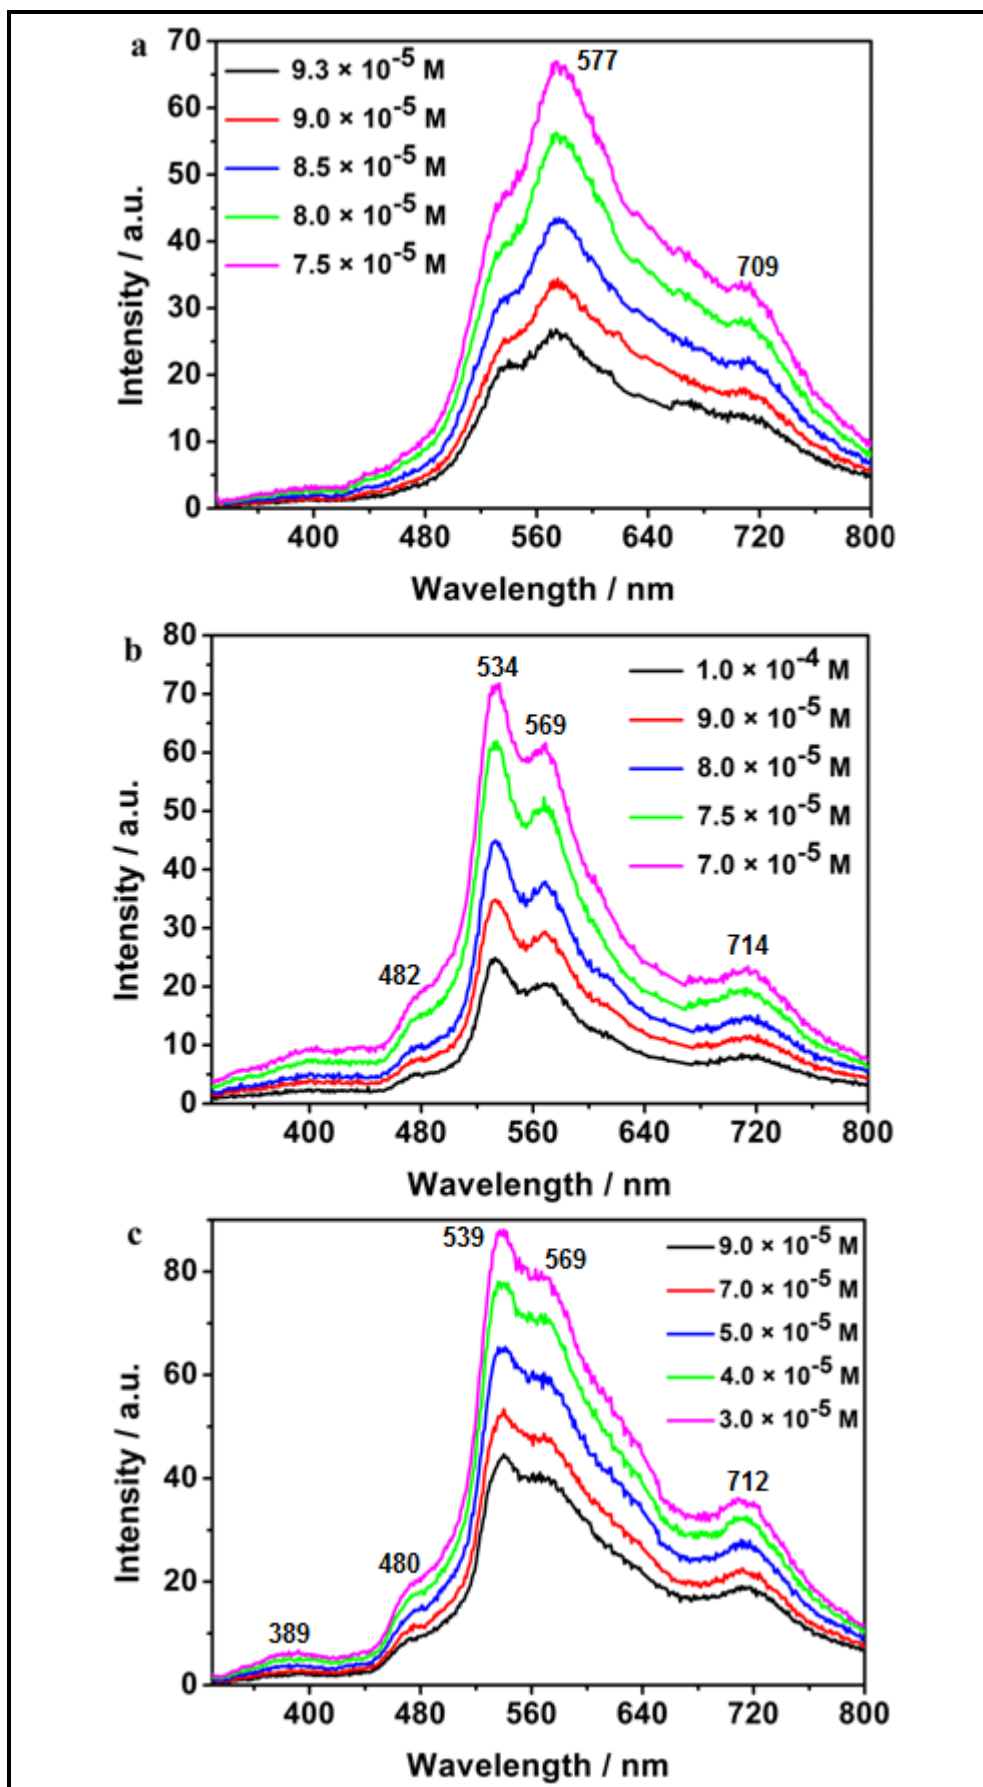 a
70
60
50
40
30
20
10
0
Intensity / a.u.
9.3 × 10⁻⁵ M
9.0 × 10⁻⁵ M
8.5 × 10⁻⁵ M
8.0 × 10⁻⁵ M
7.5 × 10⁻⁵ M
577
709
400 480 560 640 720 800
Wavelength / nm
b
80
70
60
50
40
30
20
10
0
Intensity / a.u.
1.0 × 10⁻⁴ M
9.0 × 10⁻⁵ M
8.0 × 10⁻⁵ M
7.5 × 10⁻⁵ M
7.0 × 10⁻⁵ M
534
569
482
714
400 480 560 640 720 800
Wavelength / nm
c
80
60
40
20
0
Intensity / a.u.
9.0 × 10⁻⁵ M
7.0 × 10⁻⁵ M
5.0 × 10⁻⁵ M
4.0 × 10⁻⁵ M
3.0 × 10⁻⁵ M
539
569
480
389
712
400 480 560 640 720 800
Wavelength / nm